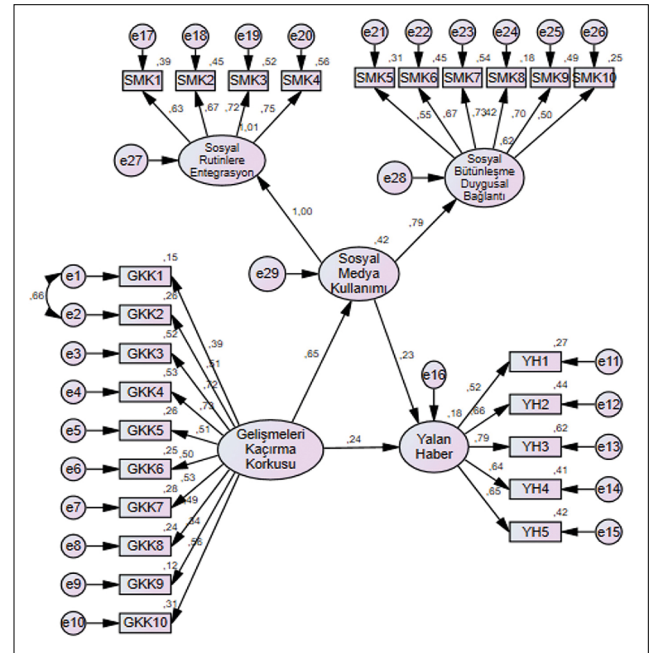 e17 e18 e19 e20
,39 ,45 ,52 ,56
SMK1 SMK2 SMK3 SMK4
,63 ,67 ,72 ,75
1,01
Sosyal
Rutinlere
Entegrasyon
e27
e21 e22 e23 e24 e25 e26
,31 ,45 ,54 ,18 ,49 ,25
SMK5 SMK6 SMK7 SMK8 SMK9 SMK10
,55 ,67 ,73 ,42 ,70 ,50
,62
Sosyal
Bütünleşme
Duygusal
Bağlantı
e28
1,00
,79
,42
Sosyal
Medya
Kullanımı
e29
,65
,23
,24
,66
e1 GKK1 ,15
e2 GKK2 ,26
e3 GKK3 ,52
e4 GKK4 ,53
e5 GKK5 ,26
e6 GKK6 ,25
e7 GKK7 ,28
e8 GKK8 ,24
e9 GKK9 ,12
e10 GKK10 ,31
,39
,51
,72
,73
,51
,50
,53
,49
,34
,56
Gelişmeleri
Kaçırma
Korkusu
e16
,18
Yalan
Haber
,52
,66
,79
,64
,65
YH1 ,27 e11
YH2 ,44 e12
YH3 ,62 e13
YH4 ,41 e14
YH5 ,42 e15